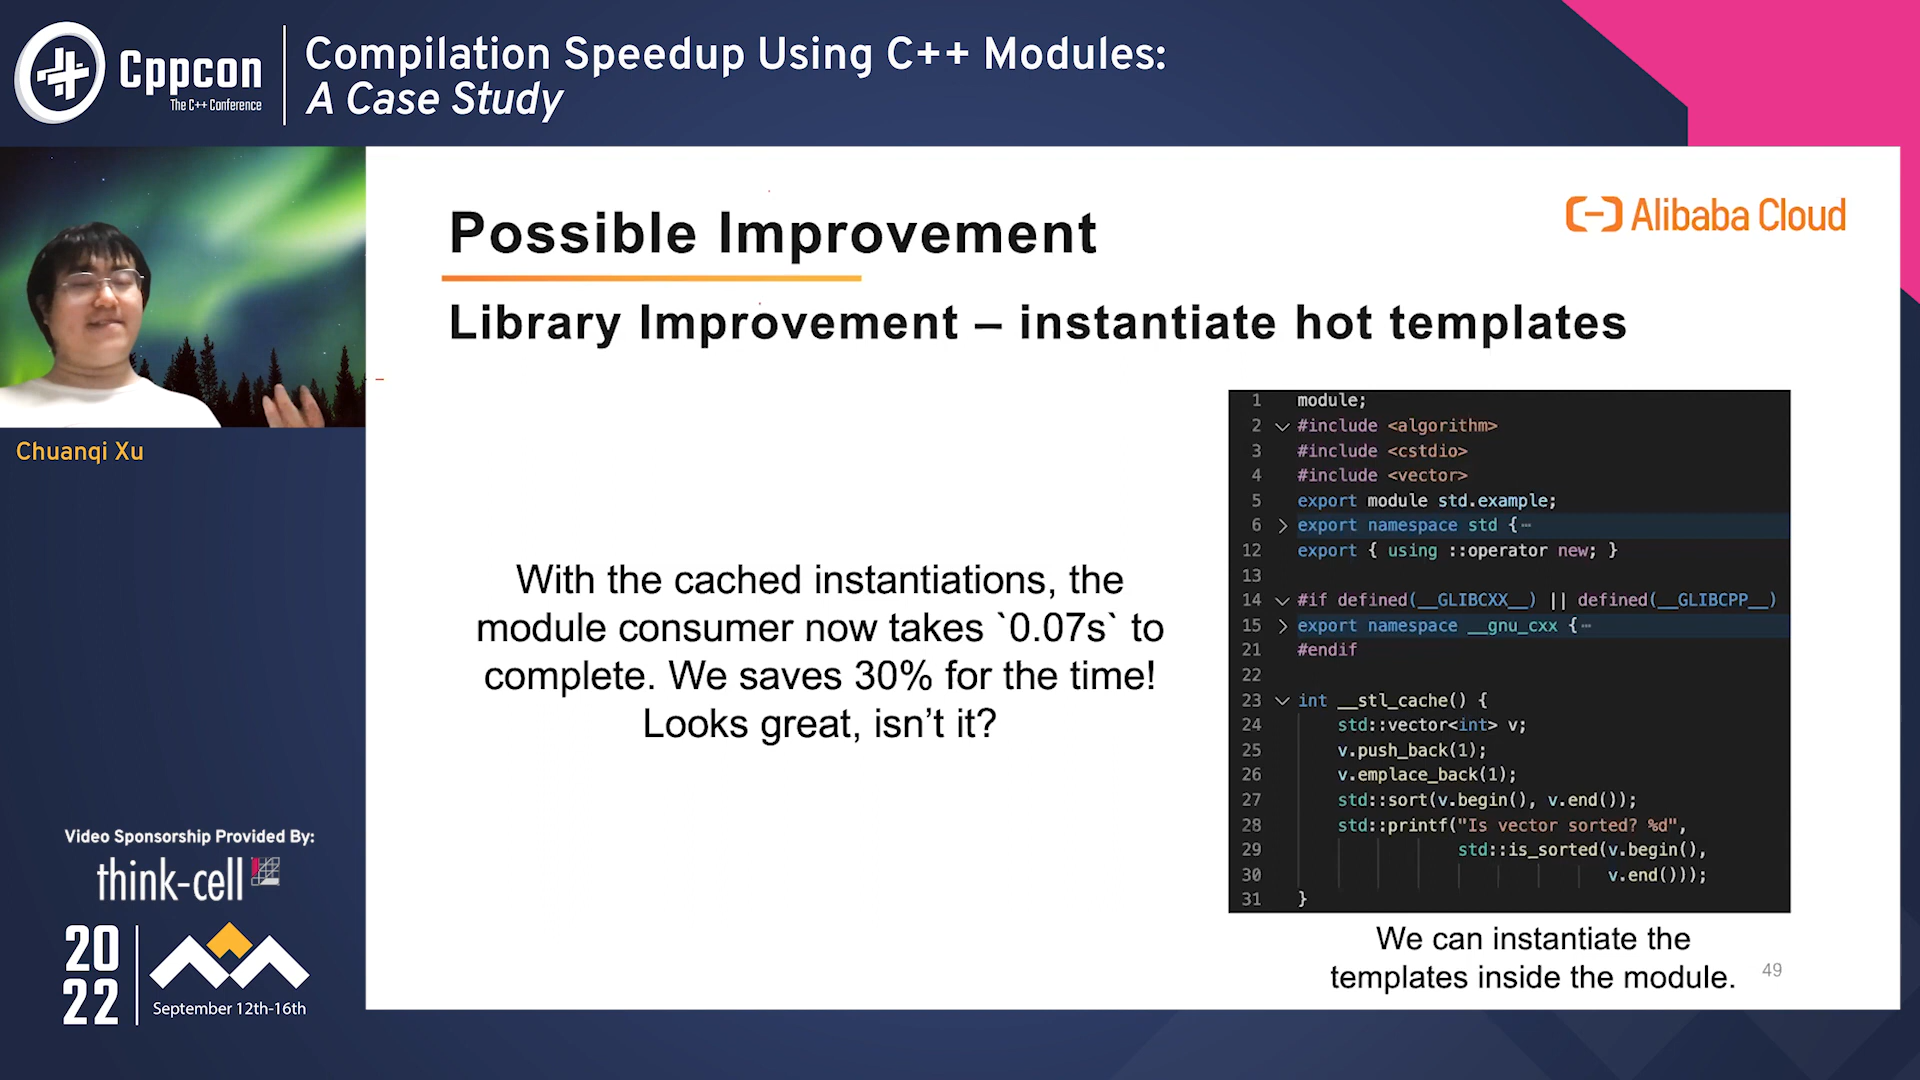 Cppcon
The C++ Conference
Compilation Speedup Using C++ Modules:
A Case Study
Chuanqi Xu
Video Sponsorship Provided By:
think-cell
20
22
September 12th-16th
Alibaba Cloud
Possible Improvement
Library Improvement – instantiate hot templates
With the cached instantiations, the
module consumer now takes `0.07s` to
complete. We saves 30% for the time!
Looks great, isn’t it?
1 module;
2 #include <algorithm>
3 #include <cstdio>
4 #include <vector>
5 export module std.example;
6 export namespace std {⋯
12 export { using ::operator new; }
13
14 #if defined(__GLIBCXX__) || defined(__GLIBCPP__)
15 export namespace __gnu_cxx {⋯
21 #endif
22
23 int __stl_cache() {
24 std::vector<int> v;
25 v.push_back(1);
26 v.emplace_back(1);
27 std::sort(v.begin(), v.end());
28 std::printf("Is vector sorted? %d",
29 std::is_sorted(v.begin(),
30 v.end()));
31 }
We can instantiate the
templates inside the module.
49